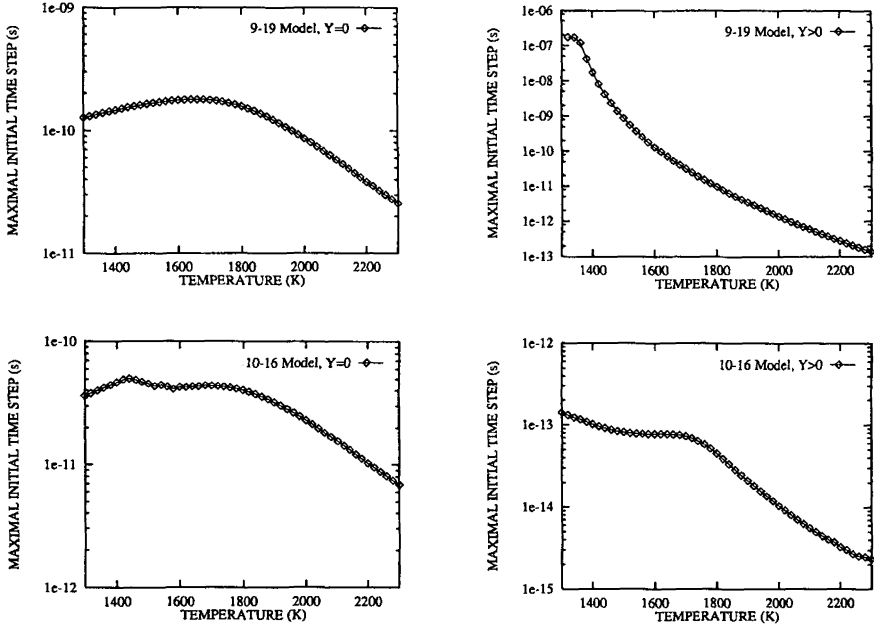 1e-09
9-19 Model, Y=0
MAXIMAL INITIAL TIME STEP (s)
1e-10
1e-11
1400 1600 1800 2000 2200
TEMPERATURE (K)
1e-06
9-19 Model, Y>0
1e-07
MAXIMAL INITIAL TIME STEP (s)
1e-08
1e-09
1e-10
1e-11
1e-12
1e-13
1400 1600 1800 2000 2200
TEMPERATURE (K)
1e-10
10-16 Model, Y=0
MAXIMAL INITIAL TIME STEP (s)
1e-11
1e-12
1400 1600 1800 2000 2200
TEMPERATURE (K)
1e-12
10-16 Model, Y>0
MAXIMAL INITIAL TIME STEP (s)
1e-13
1e-14
1e-15
1400 1600 1800 2000 2200
TEMPERATURE (K)